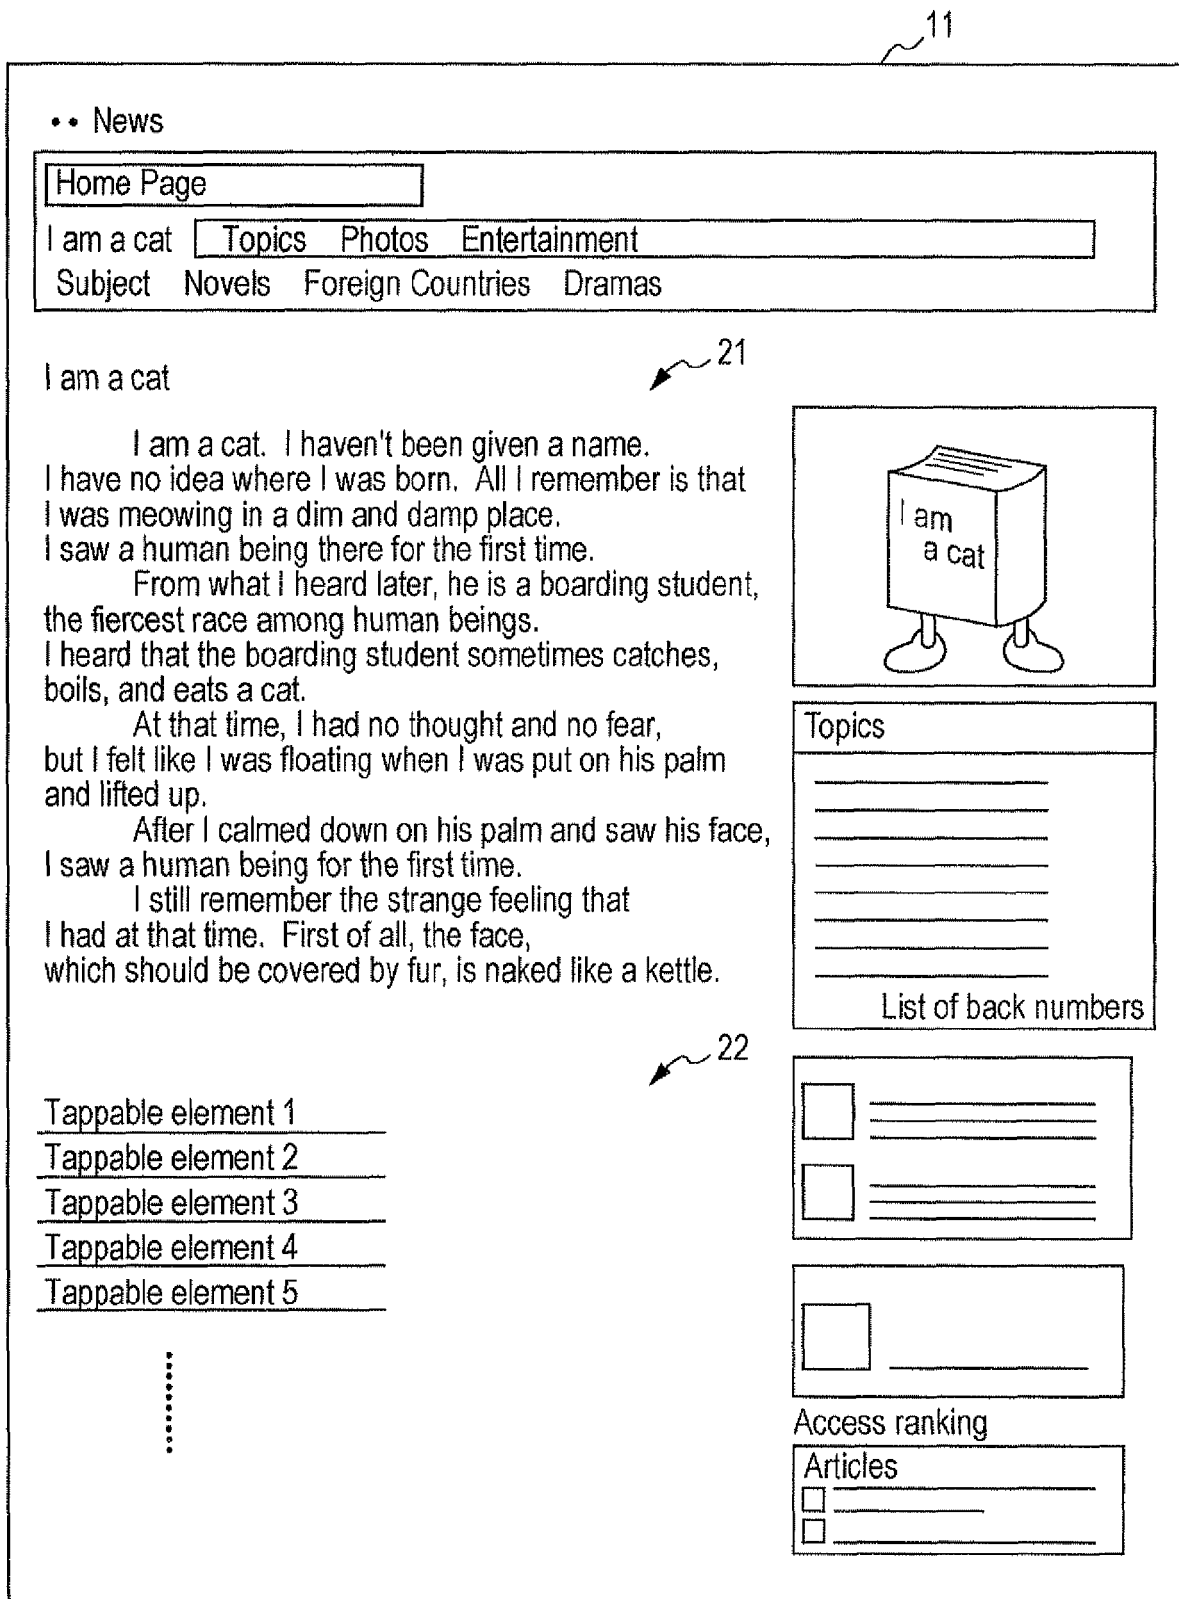 11
•• News
Home Page
I am a cat Topics Photos Entertainment
Subject Novels Foreign Countries Dramas
21
I am a cat
I am a cat. I haven't been given a name.
I have no idea where I was born. All I remember is that
I was meowing in a dim and damp place.
I saw a human being there for the first time.
From what I heard later, he is a boarding student,
the fiercest race among human beings.
I heard that the boarding student sometimes catches,
boils, and eats a cat.
At that time, I had no thought and no fear,
but I felt like I was floating when I was put on his palm
and lifted up.
After I calmed down on his palm and saw his face,
I saw a human being for the first time.
I still remember the strange feeling that
I had at that time. First of all, the face,
which should be covered by fur, is naked like a kettle.
I am
a cat
Topics
List of back numbers
22
Tappable element 1
Tappable element 2
Tappable element 3
Tappable element 4
Tappable element 5
Access ranking
Articles